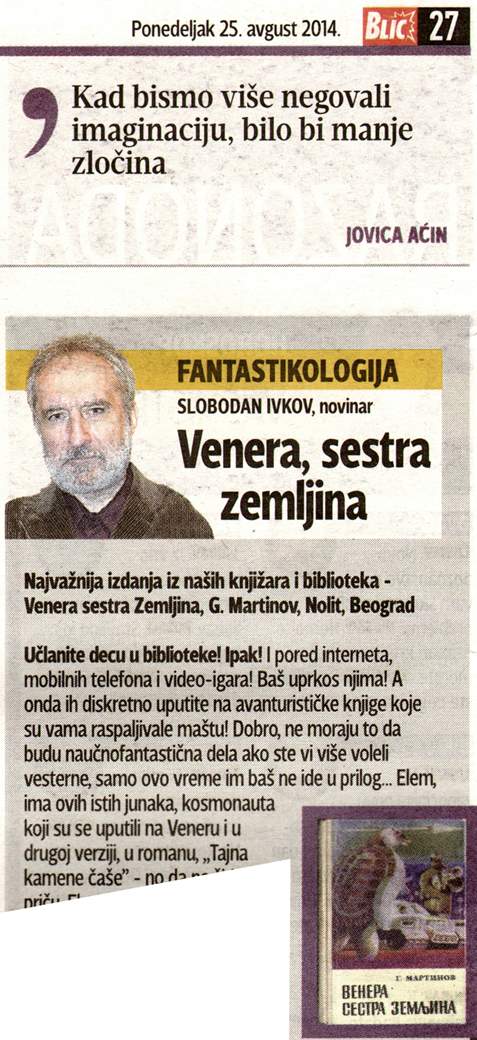 Ponedeljak 25. avgust 2014.
BLIC
27
Kad bismo više negovali
imaginaciju, bilo bi manje
zločina
JOVICA AĆIN
FANTASTIKOLOGIJA
SLOBODAN IVKOV, novinar
Venera, sestra
zemljina
Najvažnija izdanja iz naših knjižara i biblioteka -
Venera sestra Zemljina, G. Martinov, Nolit, Beograd
Učlanite decu u biblioteke! Ipak! I pored interneta,
mobilnih telefona i video-igara! Baš uprkos njima! A
onda ih diskretno uputite na avanturističke knjige koje
su vama raspaljivale maštu! Dobro, ne moraju to da
budu naučnofantastična dela ako ste vi više voleli
vesterne, samo ovo vreme im baš ne ide u prilog... Elem,
ima ovih istih junaka, kosmonauta
koji su se uputili na Veneru i u
drugoj verziji, u romanu, „Tajna
kamene čaše” - no da
priču.
Г. МАРТИНОВ
ВЕНЕРА
СЕСТРА ЗЕМЉИНА